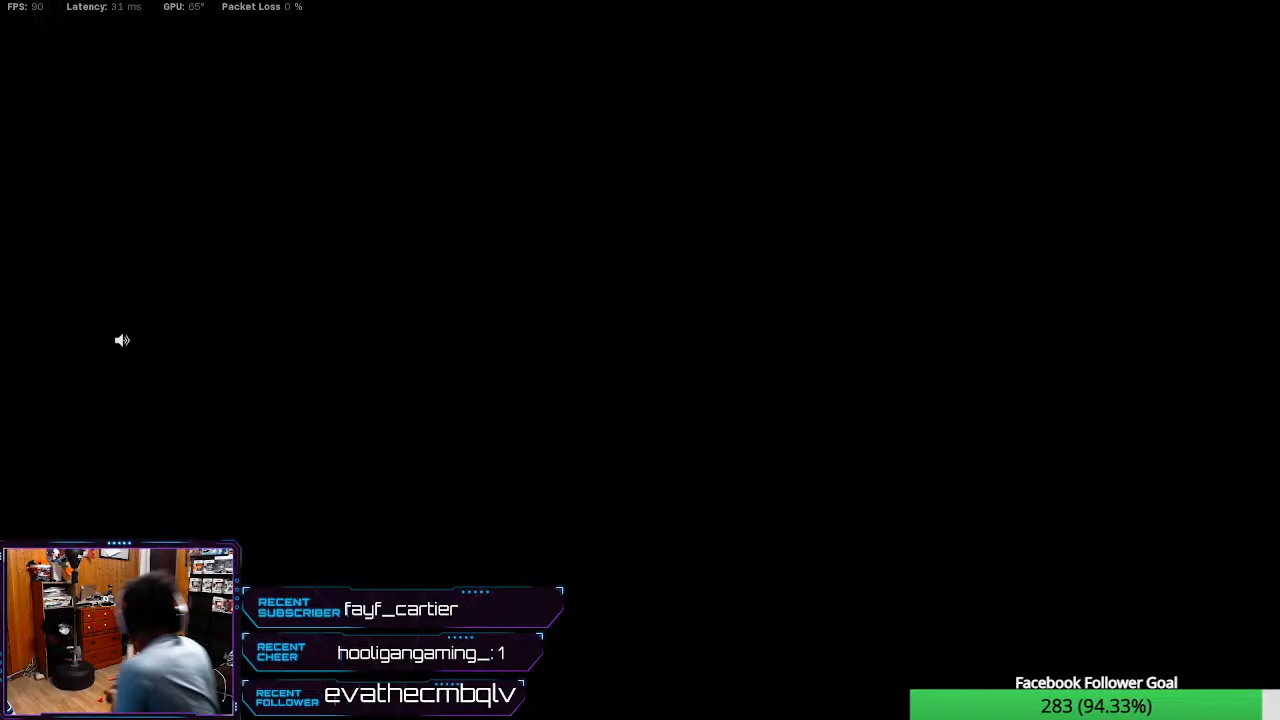 FPS: 90 Latency: 31 ms GPU: 65° Packet Loss 0 %
RECENT SUBSCRIBER fayf_cartier
RECENT CHEER hooligangaming_: 1
RECENT FOLLOWER evathecmbqlv
Facebook Follower Goal
283 (94.33%)